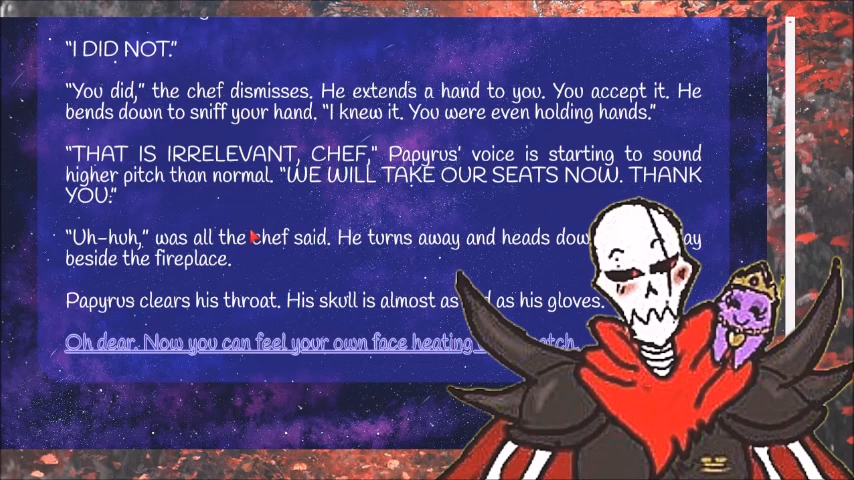 "I DID NOT."
"You did," the chef dismisses. He extends a hand to you. You accept it. He
bends down to sniff your hand. "I knew it. You were even holding hands."
"THAT IS IRRELEVANT, CHEF," Papyrus' voice is starting to sound
higher pitch than normal. "WE WILL TAKE OUR SEATS NOW. THANK
YOU."
"Uh-huh," was all the chef said. He turns away and heads
beside the fireplace.
Papyrus clears his throat. His skull is almost as as his gloves.
Oh dear. Now you can feel your own face heating